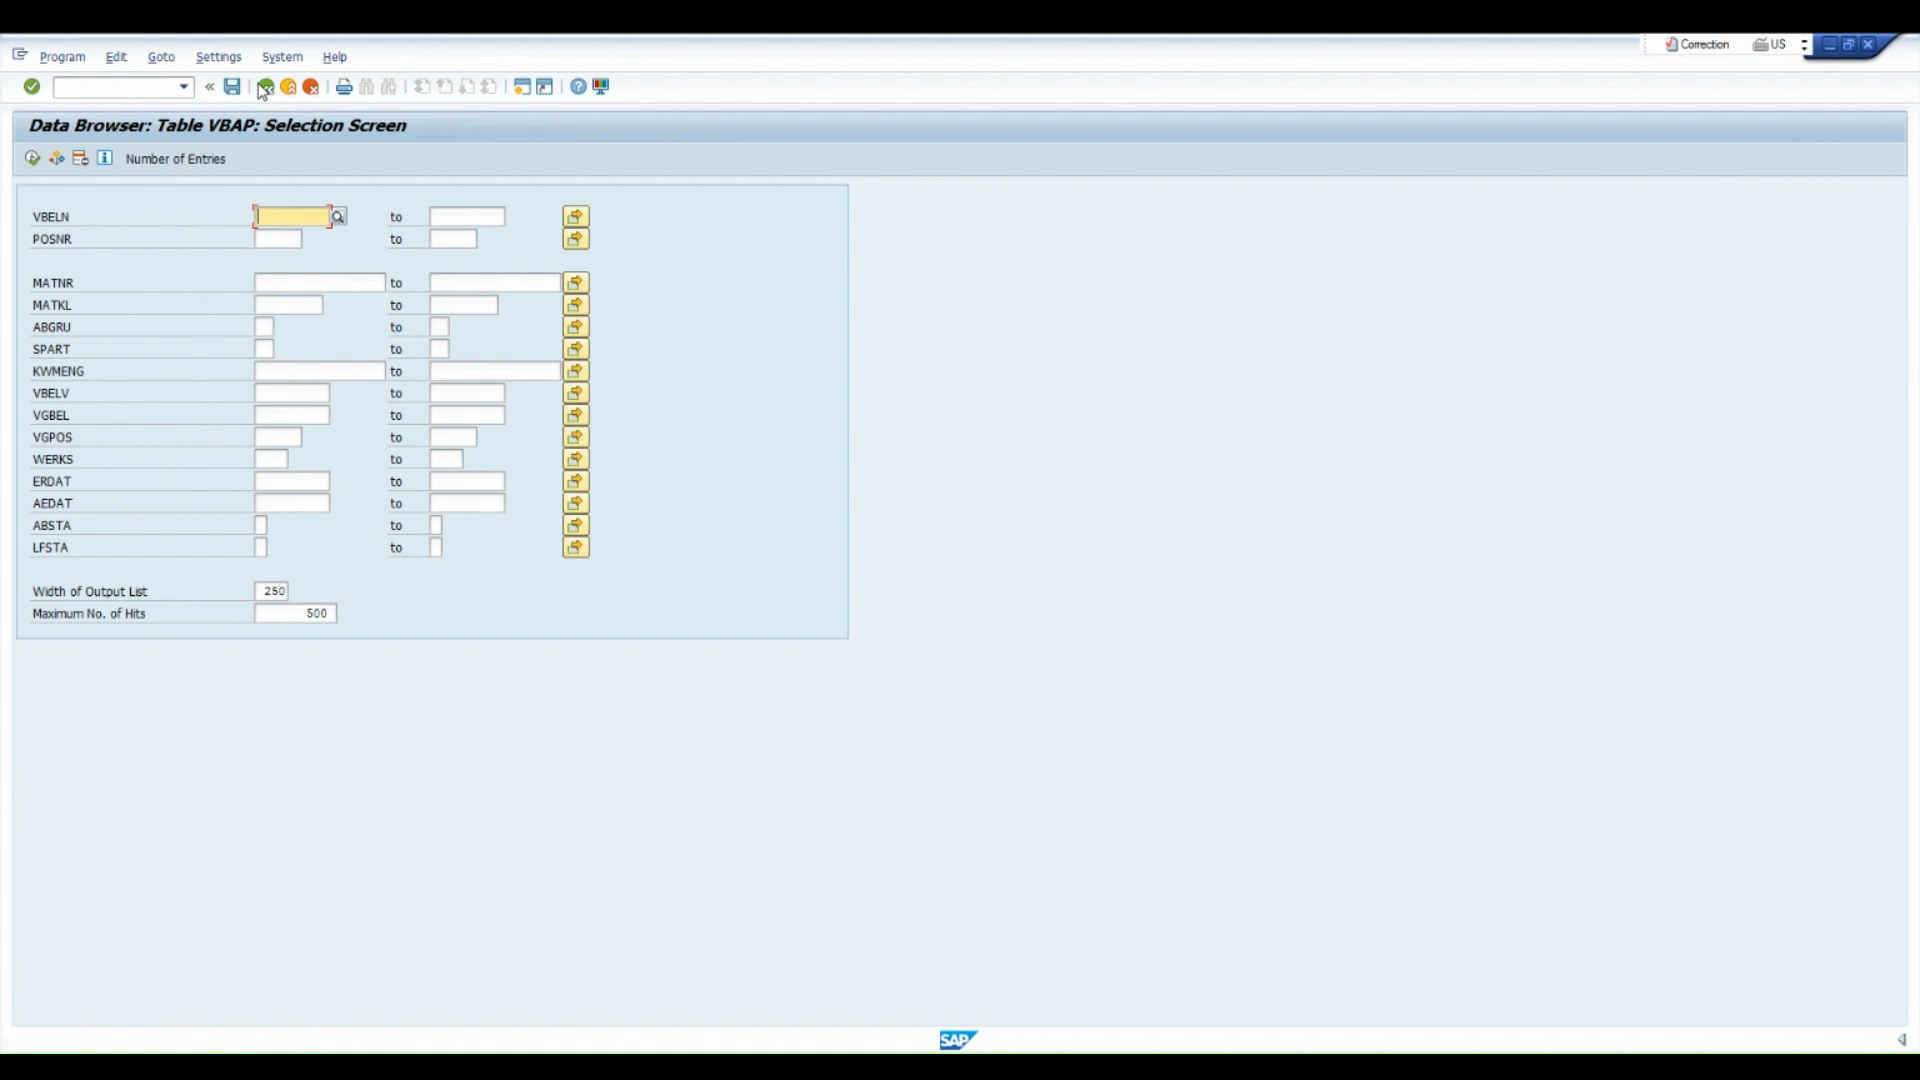 Correction US
Program Edit Goto Settings System Help
Data Browser: Table VBAP: Selection Screen
Number of Entries
VBELN to
POSNR to
MATNR to
MATKL to
ABGRU to
SPART to
KWMENG to
VBELV to
VGBEL to
VGPOS to
WERKS to
ERDAT to
AEDAT to
ABSTA to
LFSTA to
Width of Output List 250
Maximum No. of Hits 500
SAP